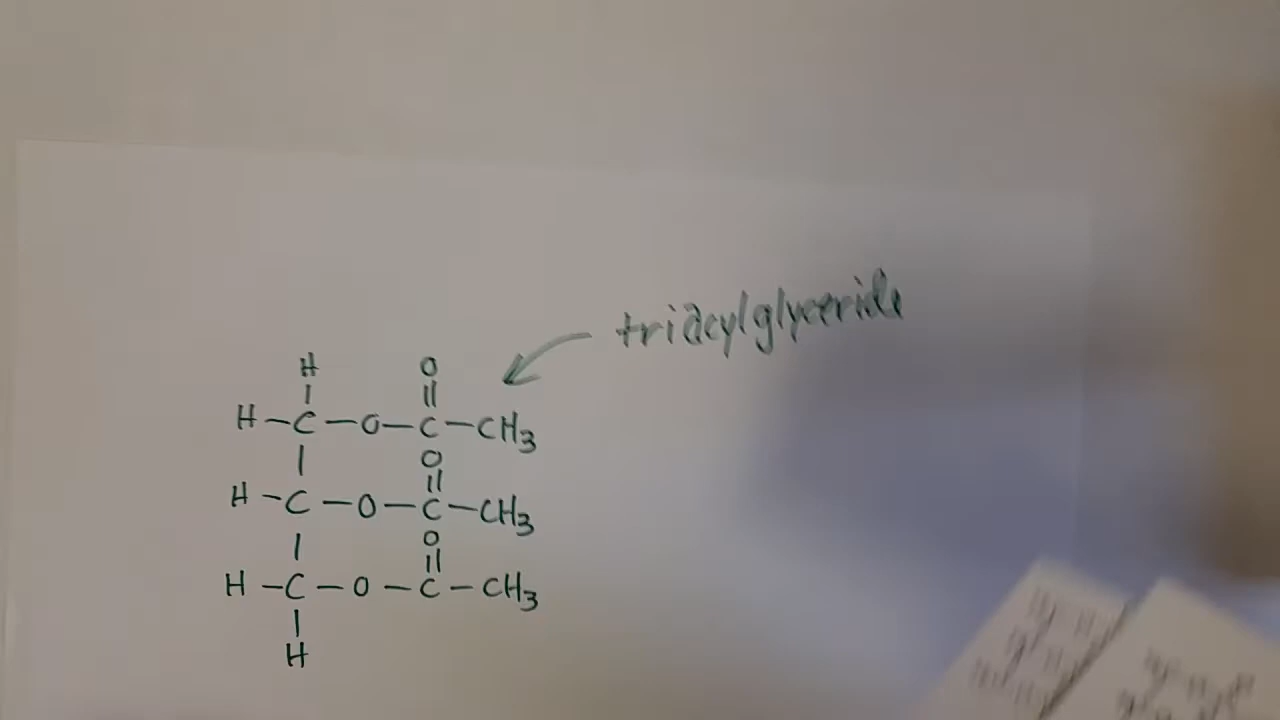 triacylglyceride
H O
|| 
H-C-O-C-CH3
| O
||
H-C-O-C-CH3
| O
||
H-C-O-C-CH3
|
H